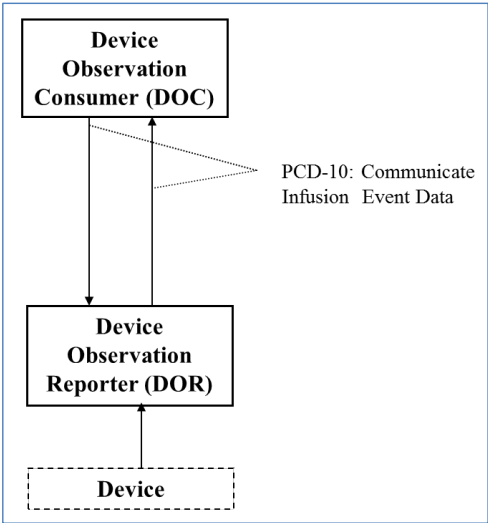 Device
Observation
Consumer (DOC)
PCD-10: Communicate
Infusion Event Data
Device
Observation
Reporter (DOR)
Device